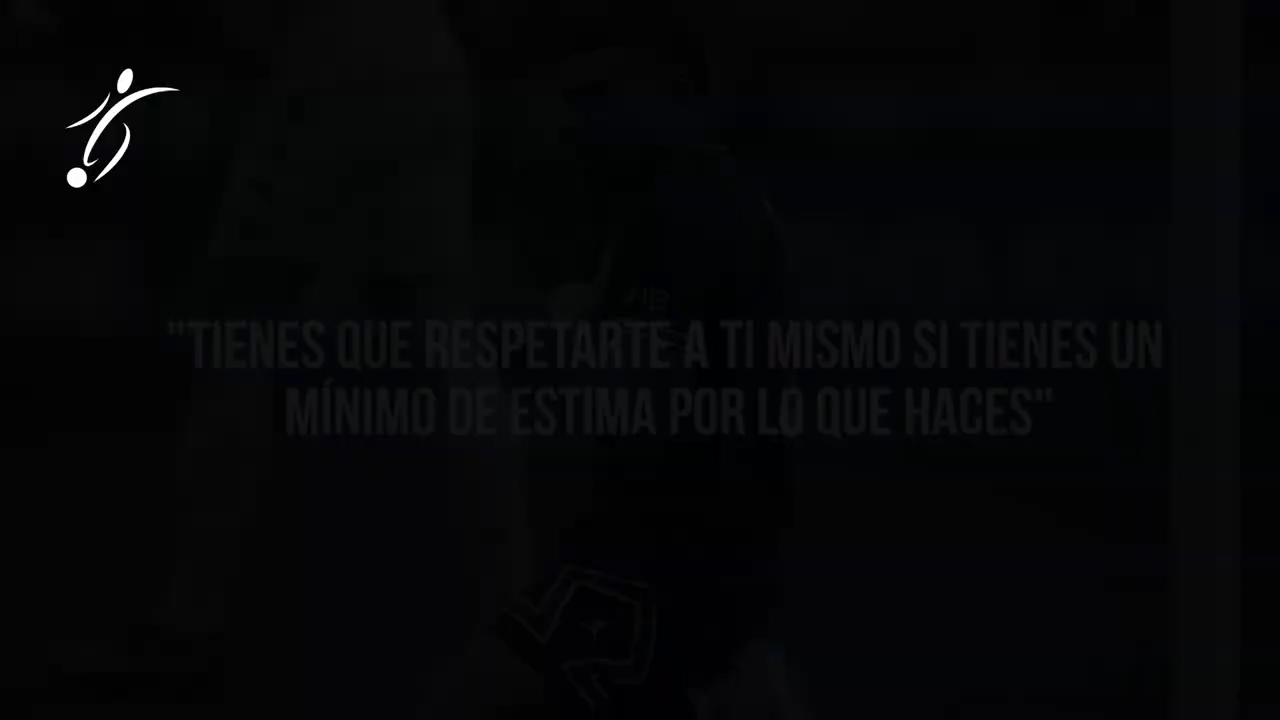 "TIENES QUE RESPETARTE A TI MISMO SI TIENES UN
MÍNIMO DE ESTIMA POR LO QUE HACES"